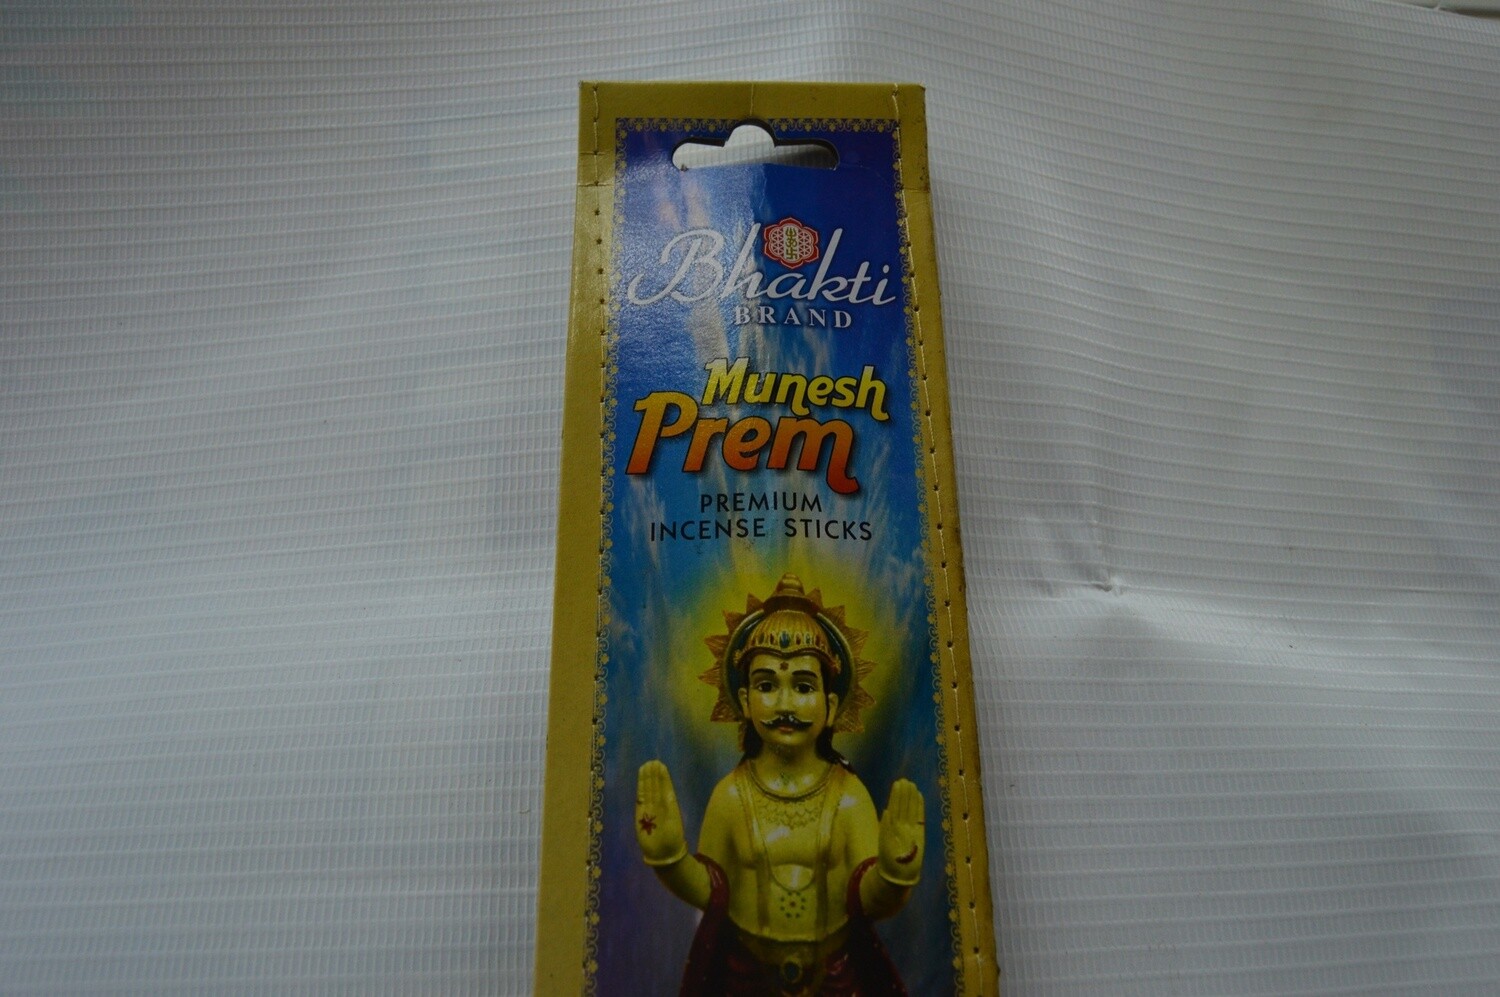 Bhakti
BRAND
Munesh
Prem
PREMIUM
INCENSE STICKS